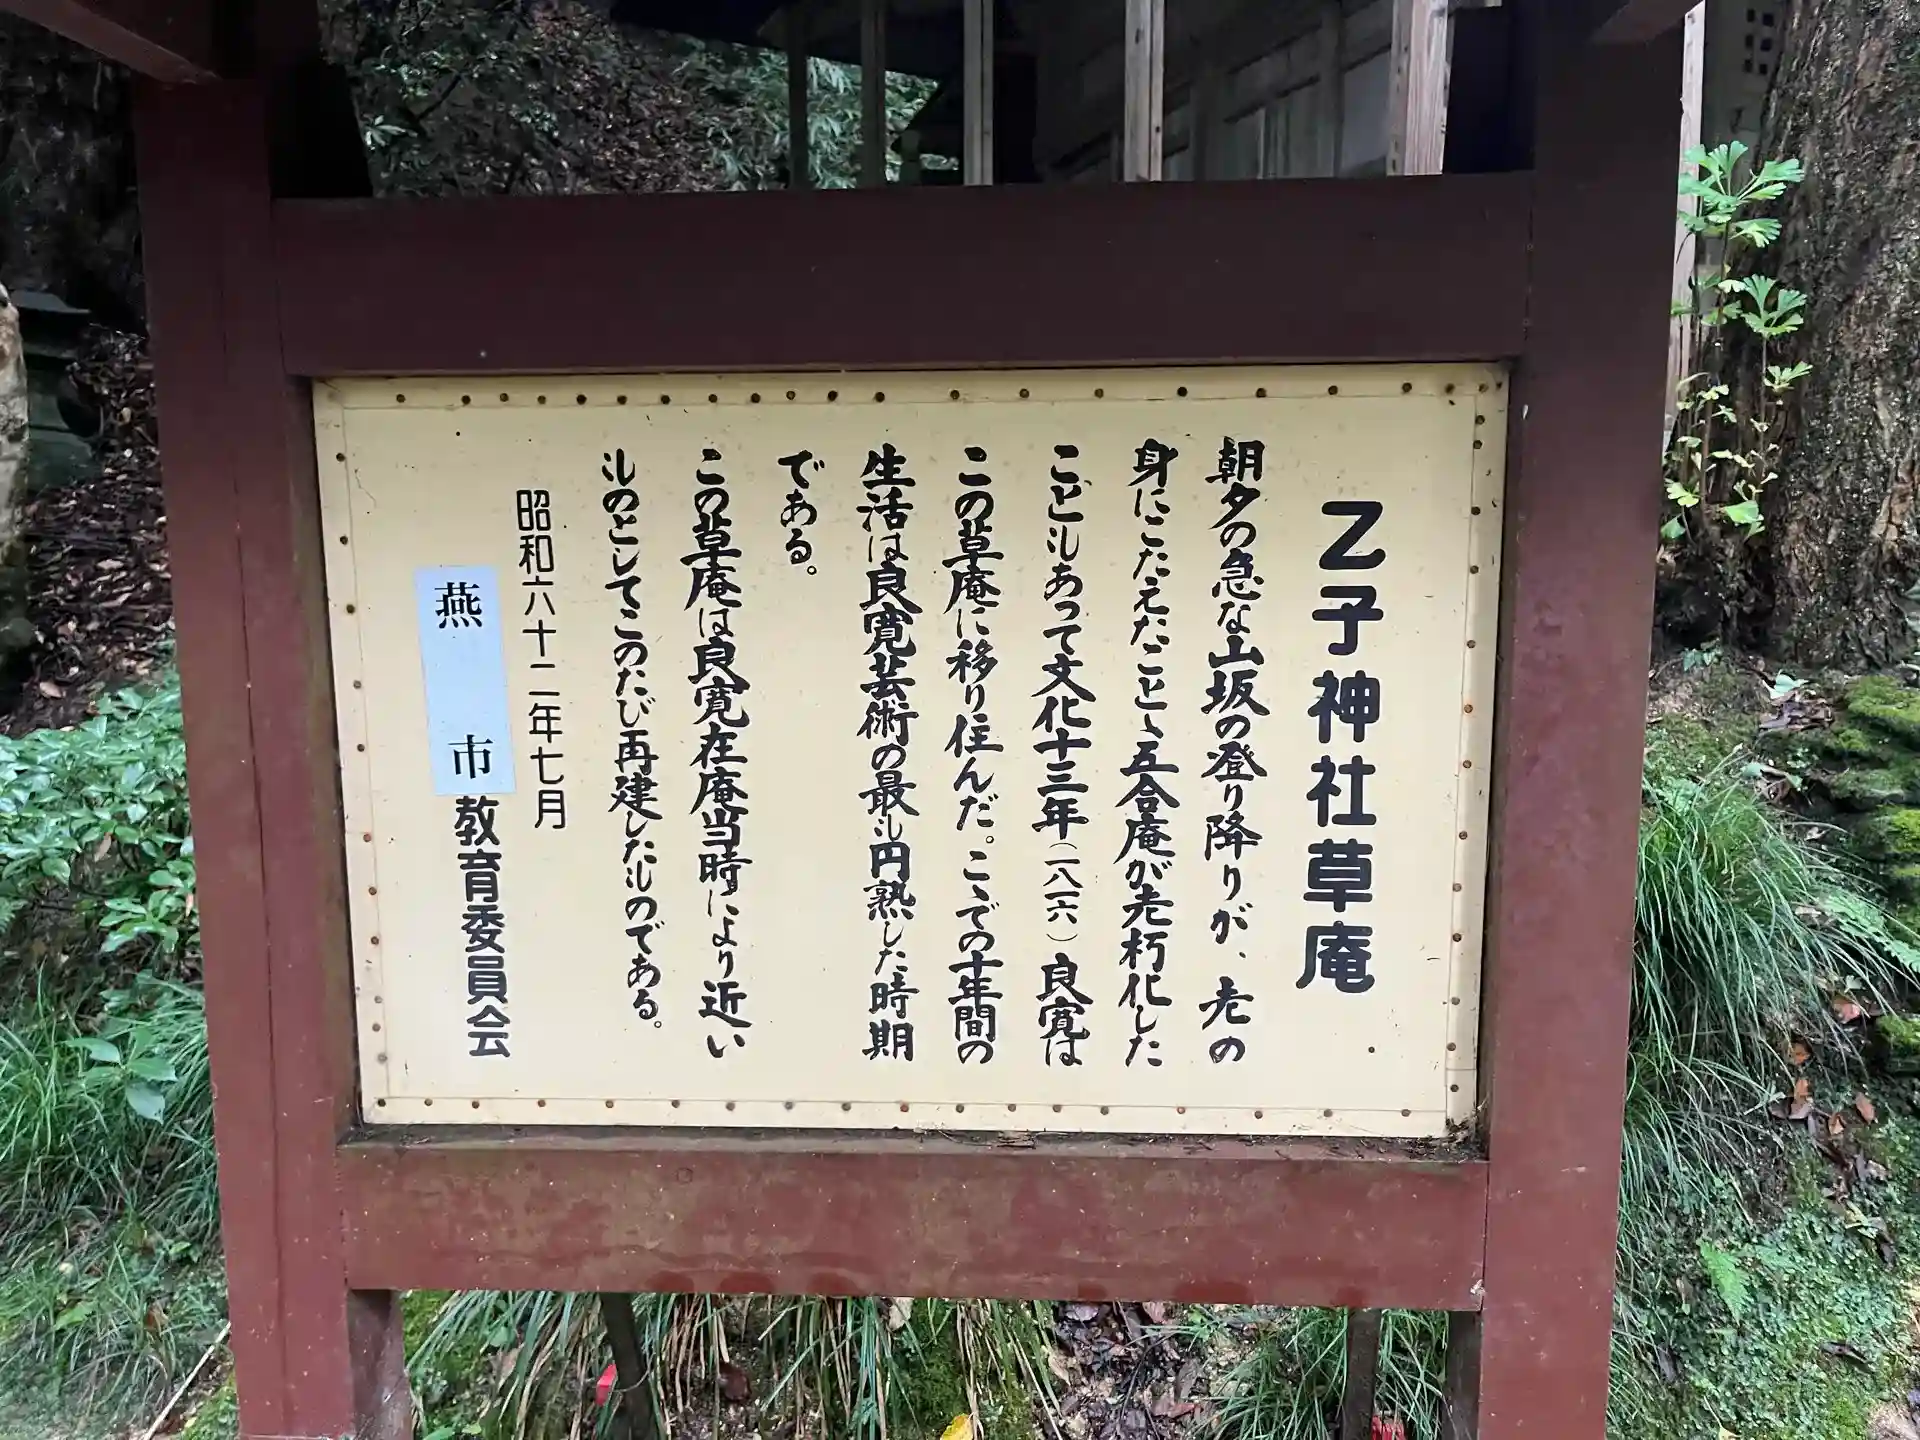 乙子神社草庵
朝夕の急な山坂の登り降りが、老の
身にこたえたことゝ五合庵が老朽化した
こともあって文化十三年（一八一六）良寛は
この草庵に移り住んだ。こゝでの十年間の
生活は良寛芸術の最も円熟した時期
である。
この草庵は良寛在庵当時により近い
ものとしてこのたび再建したものである。
昭和六十二年七月
燕市教育委員会